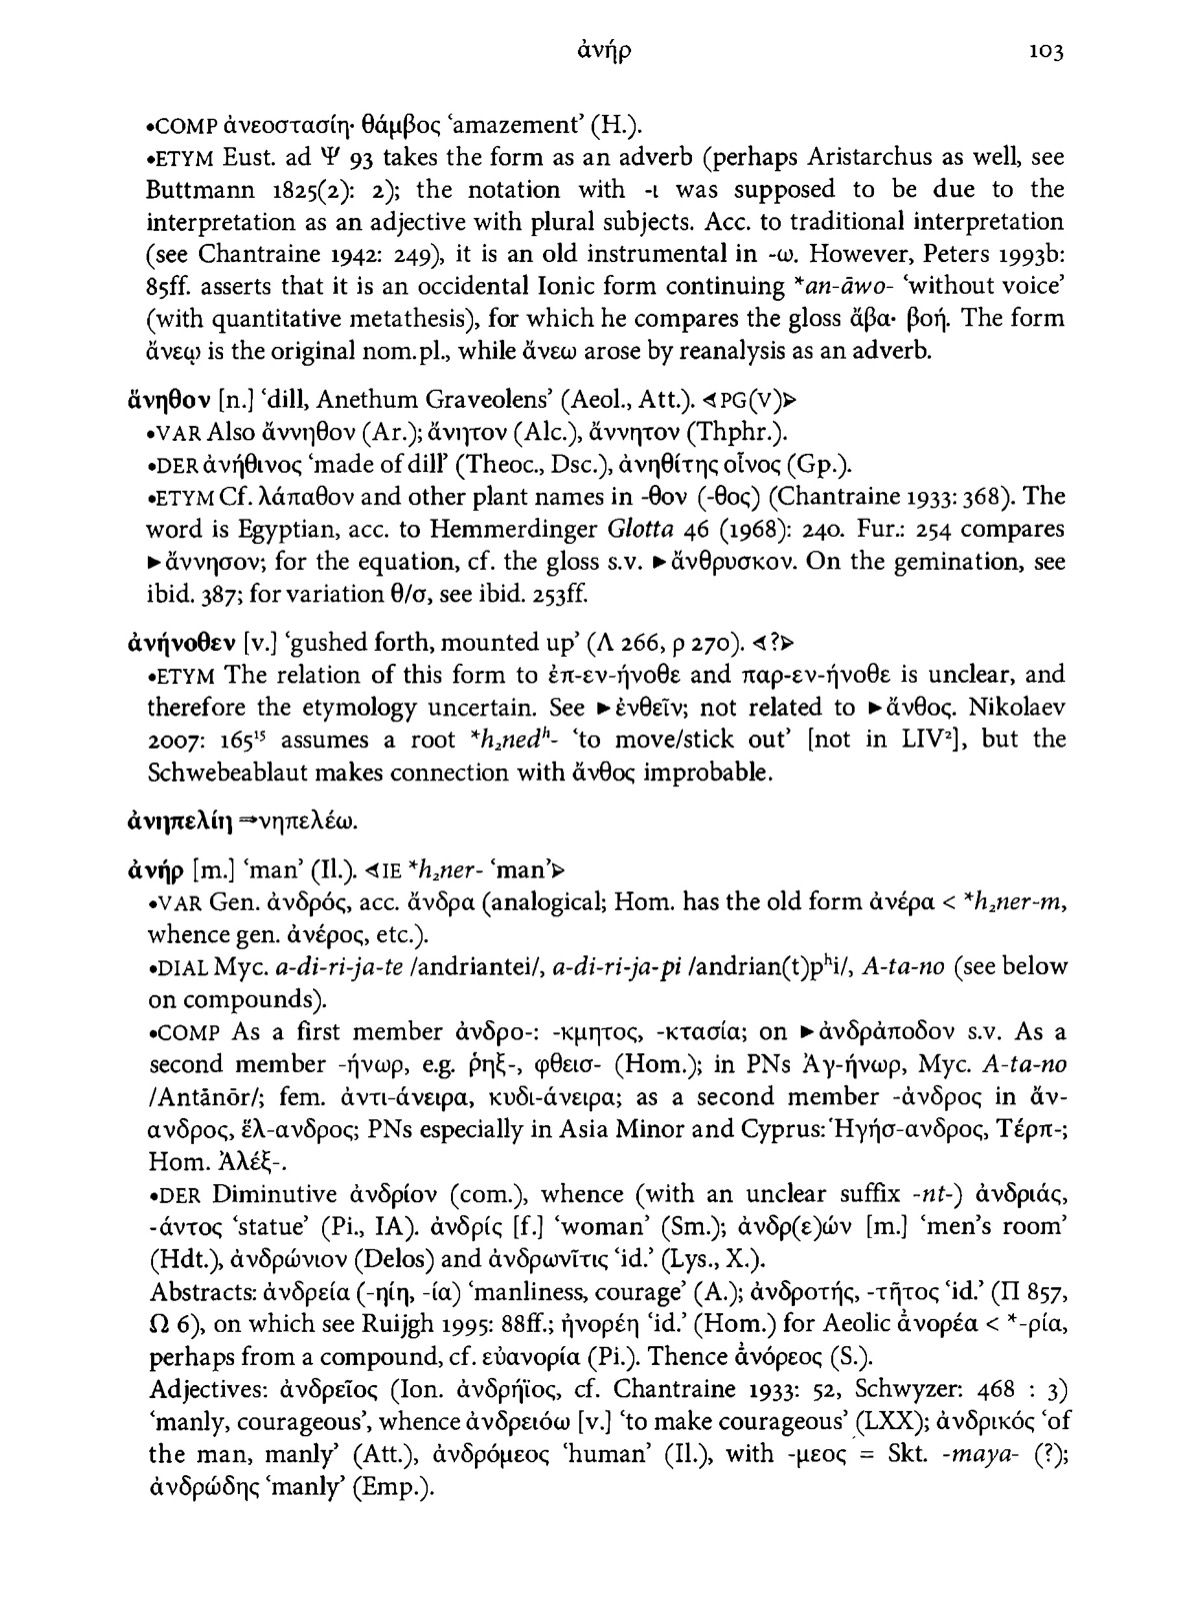 ἀνήρ 103
•COMP ἀνεοστασίη· θάμβος ‘amazement’ (H.).
•ETYM Eust. ad Ψ 93 takes the form as an adverb (perhaps Aristarchus as well, see
Buttmann 1825(2): 2); the notation with -ι was supposed to be due to the
interpretation as an adjective with plural subjects. Acc. to traditional interpretation
(see Chantraine 1942: 249), it is an old instrumental in -ω. However, Peters 1993b:
85ff. asserts that it is an occidental Ionic form continuing *an-āwo- ‘without voice’
(with quantitative metathesis), for which he compares the gloss ἄβα· βοή. The form
ἄνεῳ is the original nom.pl., while ἄνεω arose by reanalysis as an adverb.
ἄνηθον [n.] ‘dill, Anethum Graveolens’ (Aeol., Att.). ⊲PG(V)⊳
•VAR Also ἄννηθον (Ar.); ἄνητον (Alc.), ἄννητον (Thphr.).
•DER ἀνήθινος ‘made of dill’ (Theoc., Dsc.), ἀνηθίτης οἶνος (Gp.).
•ETYM Cf. λάπαθον and other plant names in -θον (-θος) (Chantraine 1933: 368). The
word is Egyptian, acc. to Hemmerdinger Glotta 46 (1968): 240. Fur.: 254 compares
►ἄννησον; for the equation, cf. the gloss s.v. ►ἄνθρυσκον. On the gemination, see
ibid. 387; for variation θ/σ, see ibid. 253ff.
ἀνήνοθεν [v.] ‘gushed forth, mounted up’ (Λ 266, ρ 270). ⊲?⊳
•ETYM The relation of this form to ἐπ-εν-ήνοθε and παρ-εν-ήνοθε is unclear, and
therefore the etymology uncertain. See ►ἐνθεῖν; not related to ►ἄνθος. Nikolaev
2007: 165¹⁵ assumes a root *h₂nedʰ- ‘to move/stick out’ [not in LIV²], but the
Schwebeablaut makes connection with ἄνθος improbable.
ἀνηπελίη ⇒νηπελέω.
ἀνήρ [m.] ‘man’ (Il.). ⊲IE *h₂ner- ‘man’⊳
•VAR Gen. ἀνδρός, acc. ἄνδρα (analogical; Hom. has the old form ἀνέρα < *h₂ner-m,
whence gen. ἀνέρος, etc.).
•DIAL Myc. a-di-ri-ja-te /andriantei/, a-di-ri-ja-pi /andrian(t)pʰi/, A-ta-no (see below
on compounds).
•COMP As a first member ἀνδρο-: -κμητος, -κτασία; on ►ἀνδράποδον s.v. As a
second member -ήνωρ, e.g. ῥηξ-, φθεισ- (Hom.); in PNs Ἀγ-ήνωρ, Myc. A-ta-no
/Antānōr/; fem. ἀντι-άνειρα, κυδι-άνειρα; as a second member -ανδρος in ἄν-
ανδρος, ἕλ-ανδρος; PNs especially in Asia Minor and Cyprus: Ἡγήσ-ανδρος, Τέρπ-;
Hom. Ἀλέξ-.
•DER Diminutive ἀνδρίον (com.), whence (with an unclear suffix -nt-) ἀνδριάς,
-άντος ‘statue’ (Pi., IA). ἀνδρίς [f.] ‘woman’ (Sm.); ἀνδρ(ε)ών [m.] ‘men’s room’
(Hdt.), ἀνδρώνιον (Delos) and ἀνδρωνῖτις ‘id.’ (Lys., X.).
Abstracts: ἀνδρεία (-ηίη, -ία) ‘manliness, courage’ (A.); ἀνδροτής, -τῆτος ‘id.’ (Π 857,
Ω 6), on which see Ruijgh 1995: 88ff.; ἠνορέη ‘id.’ (Hom.) for Aeolic ἀ̄νορέα < *-ρία,
perhaps from a compound, cf. εὐανορία (Pi.). Thence ἀ̄νόρεος (S.).
Adjectives: ἀνδρεῖος (Ion. ἀνδρήϊος, cf. Chantraine 1933: 52, Schwyzer: 468 : 3)
‘manly, courageous’, whence ἀνδρειόω [v.] ‘to make courageous’ (LXX); ἀνδρικός ‘of
the man, manly’ (Att.), ἀνδρόμεος ‘human’ (Il.), with -μεος = Skt. -maya- (?);
ἀνδρώδης ‘manly’ (Emp.).